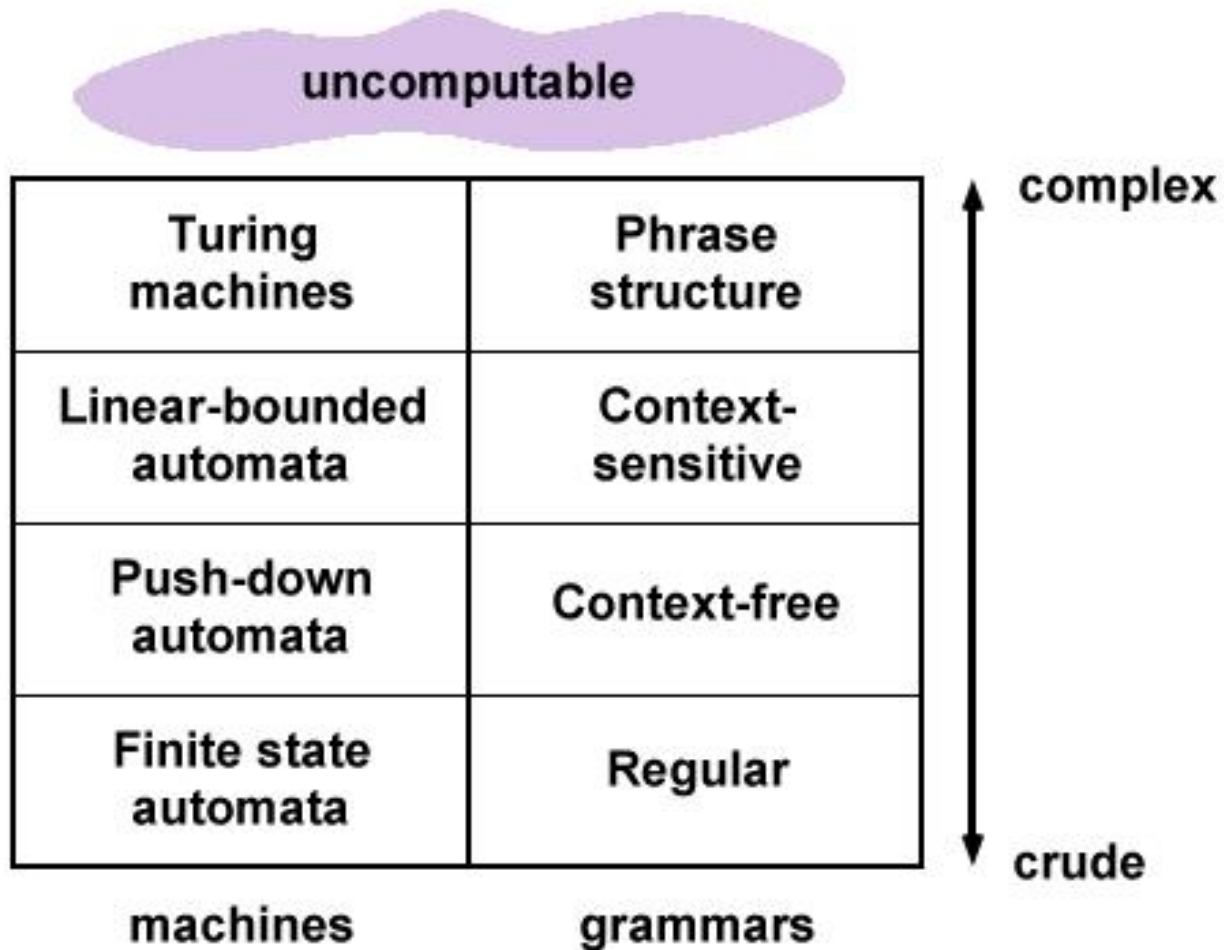 uncomputable
complex
Turing
machines
Phrase
structure
Linear-bounded
automata
Context-
sensitive
Push-down
automata
Context-free
Finite state
automata
Regular
crude
machines
grammars